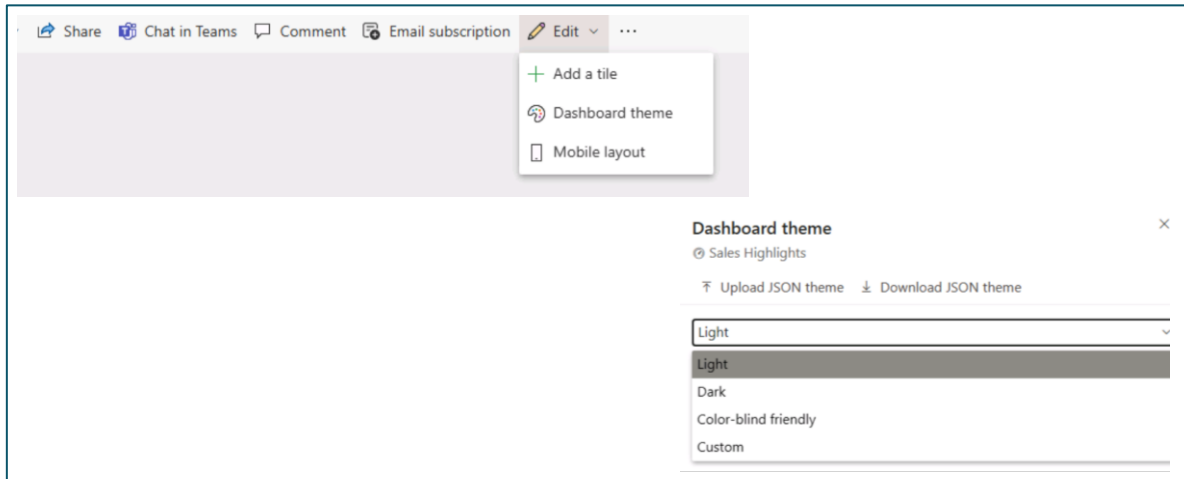 Share Chat in Teams Comment Email subscription Edit ...
Add a tile
Dashboard theme
Mobile layout
Dashboard theme
Sales Highlights
Upload JSON theme Download JSON theme
Light
Light
Dark
Color-blind friendly
Custom